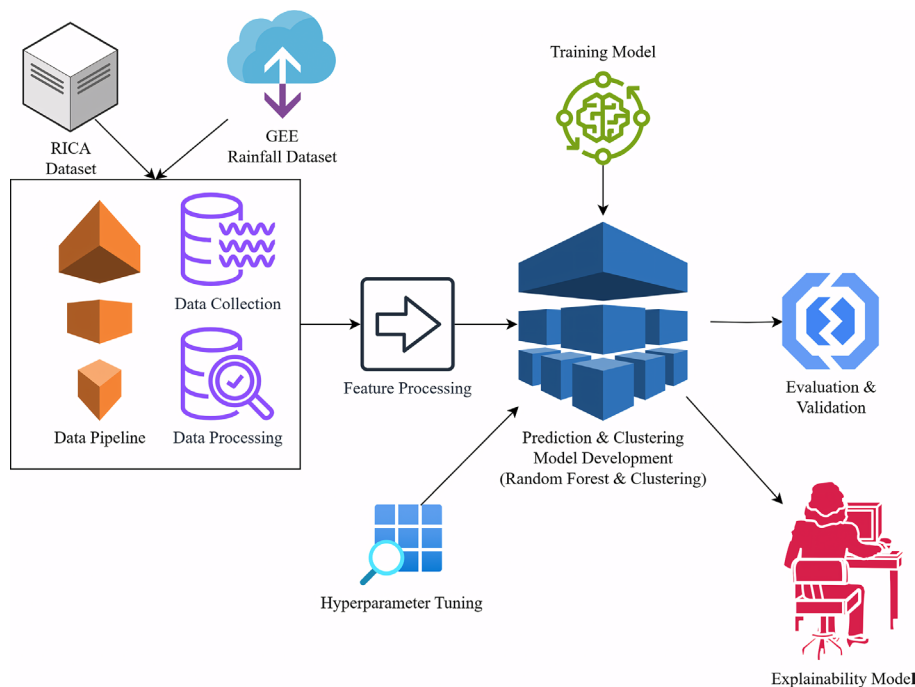 Training Model
RICA
Dataset
GEE
Rainfall Dataset
Data Collection
Data Pipeline
Data Processing
Feature Processing
Prediction & Clustering
Model Development
(Random Forest & Clustering)
Evaluation &
Validation
Hyperparameter Tuning
Explainability Model